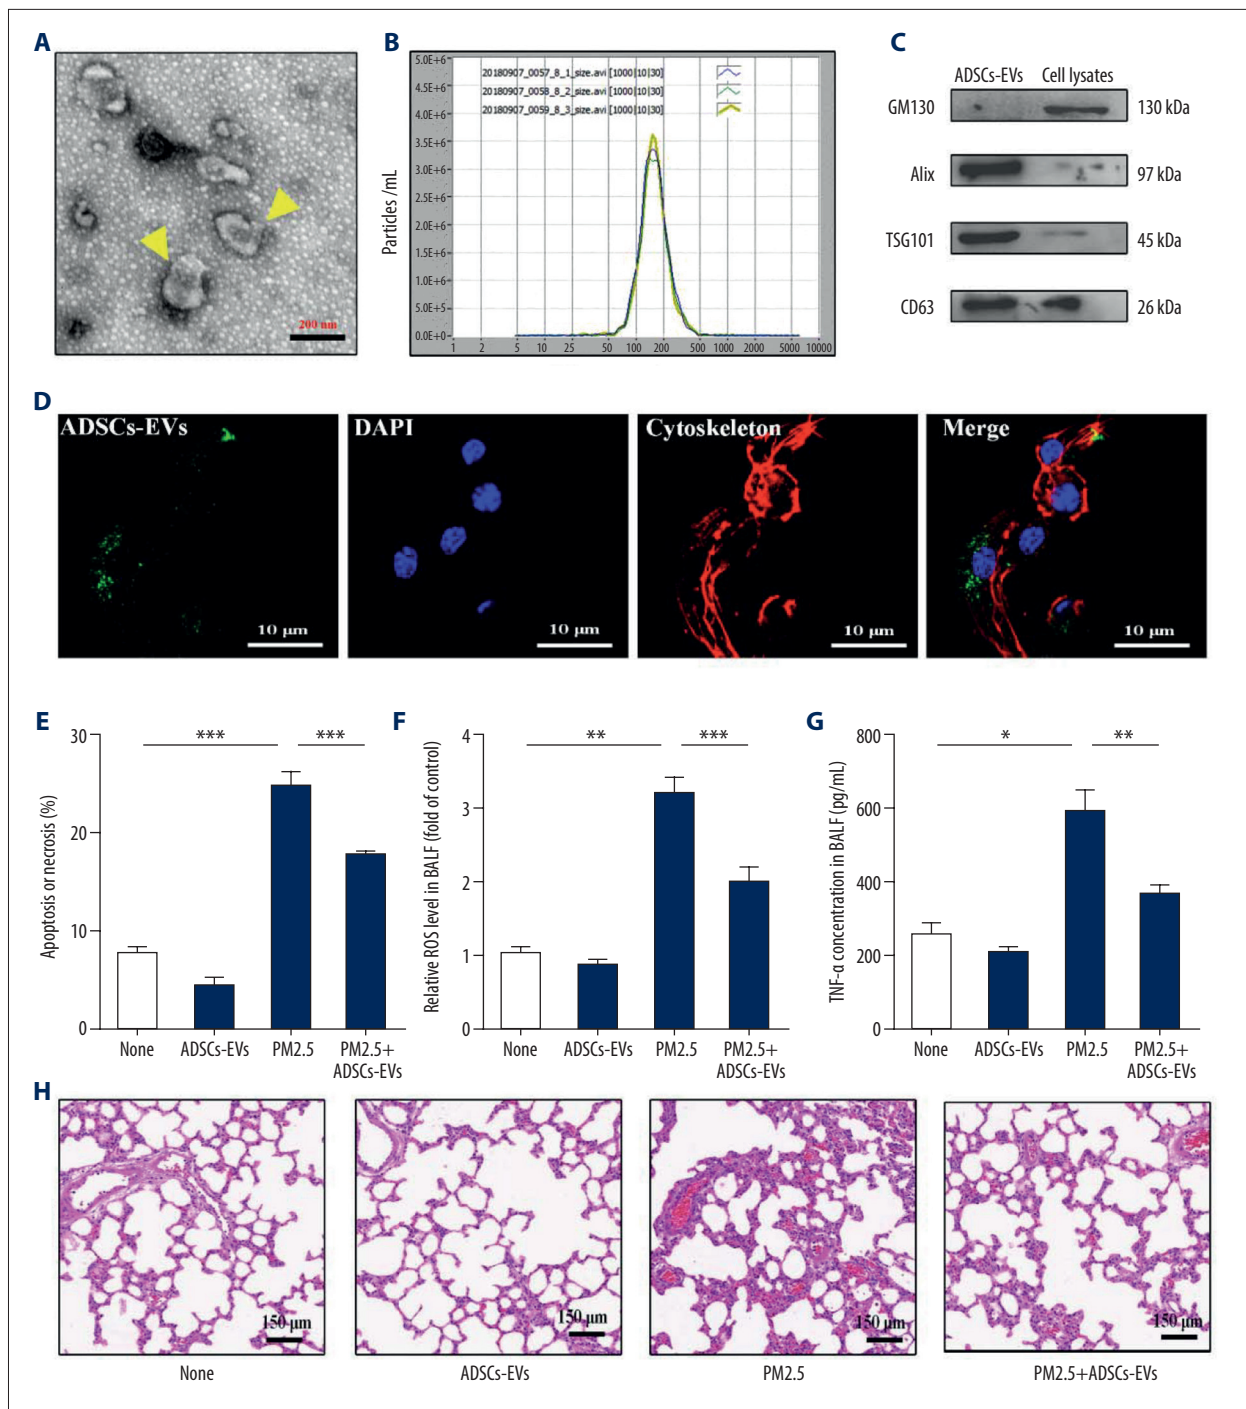 A
200 nm
B
Particles /mL
5.0E+6
4.5E+6
4.0E+6
3.5E+6
3.0E+6
2.5E+6
2.0E+6
1.5E+6
1.0E+6
5.0E+5
0.0E+0
20180907_0057_8_1_size.avi [1000|10|30]
20180907_0058_8_2_size.avi [1000|10|30]
20180907_0059_8_3_size.avi [1000|10|30]
1 2 5 10 25 50 100 200 500 1000 2000 5000 10000
C
ADSCs-EVs Cell lysates
GM130 130 kDa
Alix 97 kDa
TSG101 45 kDa
CD63 26 kDa
D
ADSCs-EVs
10 μm
DAPI
10 μm
Cytoskeleton
10 μm
Merge
10 μm
E
Apoptosis or necrosis (%)
30
20
10
0
*** ***
None ADSCs-EVs PM2.5 PM2.5+
ADSCs-EVs
F
Relative ROS level in BALF (fold of control)
4
3
2
1
0
** ***
None ADSCs-EVs PM2.5 PM2.5+
ADSCs-EVs
G
TNF-α concentration in BALF (pg/mL)
800
600
400
200
0
* **
None ADSCs-EVs PM2.5 PM2.5+
ADSCs-EVs
H
150 μm
None
150 μm
ADSCs-EVs
150 μm
PM2.5
150 μm
PM2.5+ADSCs-EVs